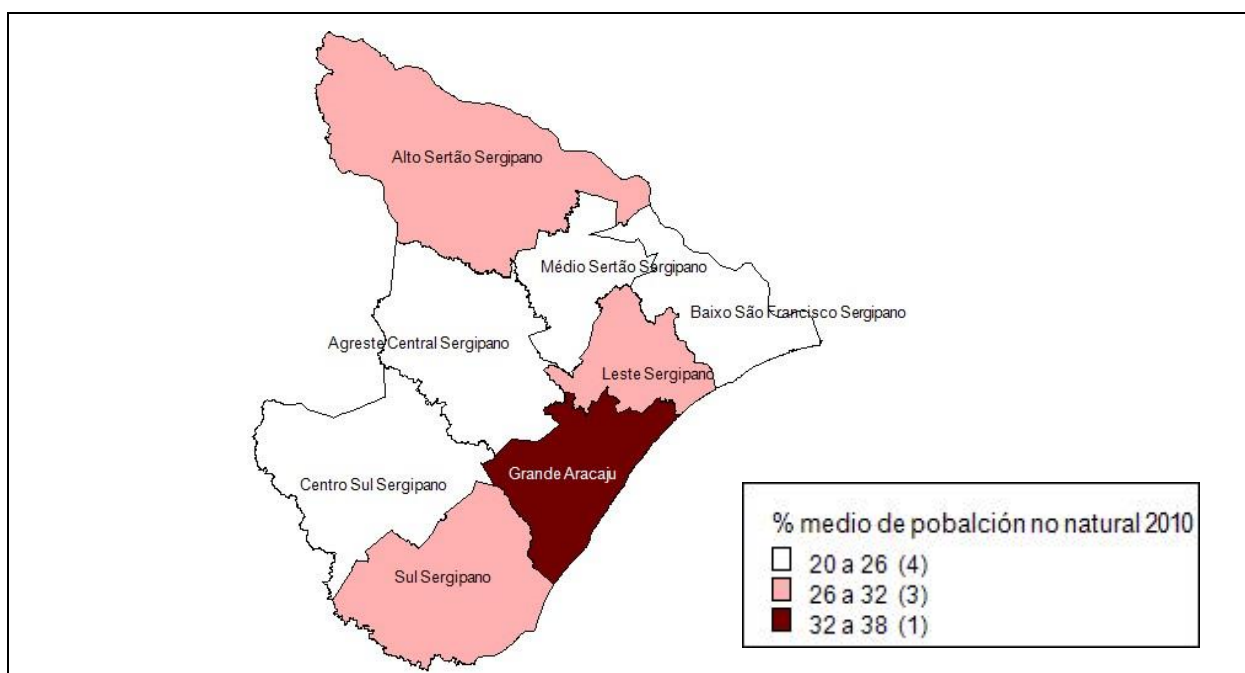 Alto Sertão Sergipano
Médio Sertão Sergipano
Baixo São Francisco Sergipano
Agreste Central Sergipano
Leste Sergipano
Grande Aracaju
Centro Sul Sergipano
Sul Sergipano
% medio de pobalción no natural 2010
20 a 26 (4)
26 a 32 (3)
32 a 38 (1)